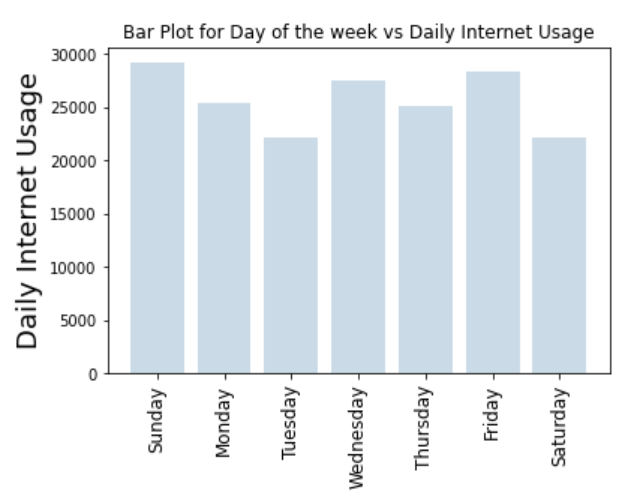 Bar Plot for Day of the week vs Daily Internet Usage
Daily Internet Usage
30000
25000
20000
15000
10000
5000
0
Sunday
Monday
Tuesday
Wednesday
Thursday
Friday
Saturday